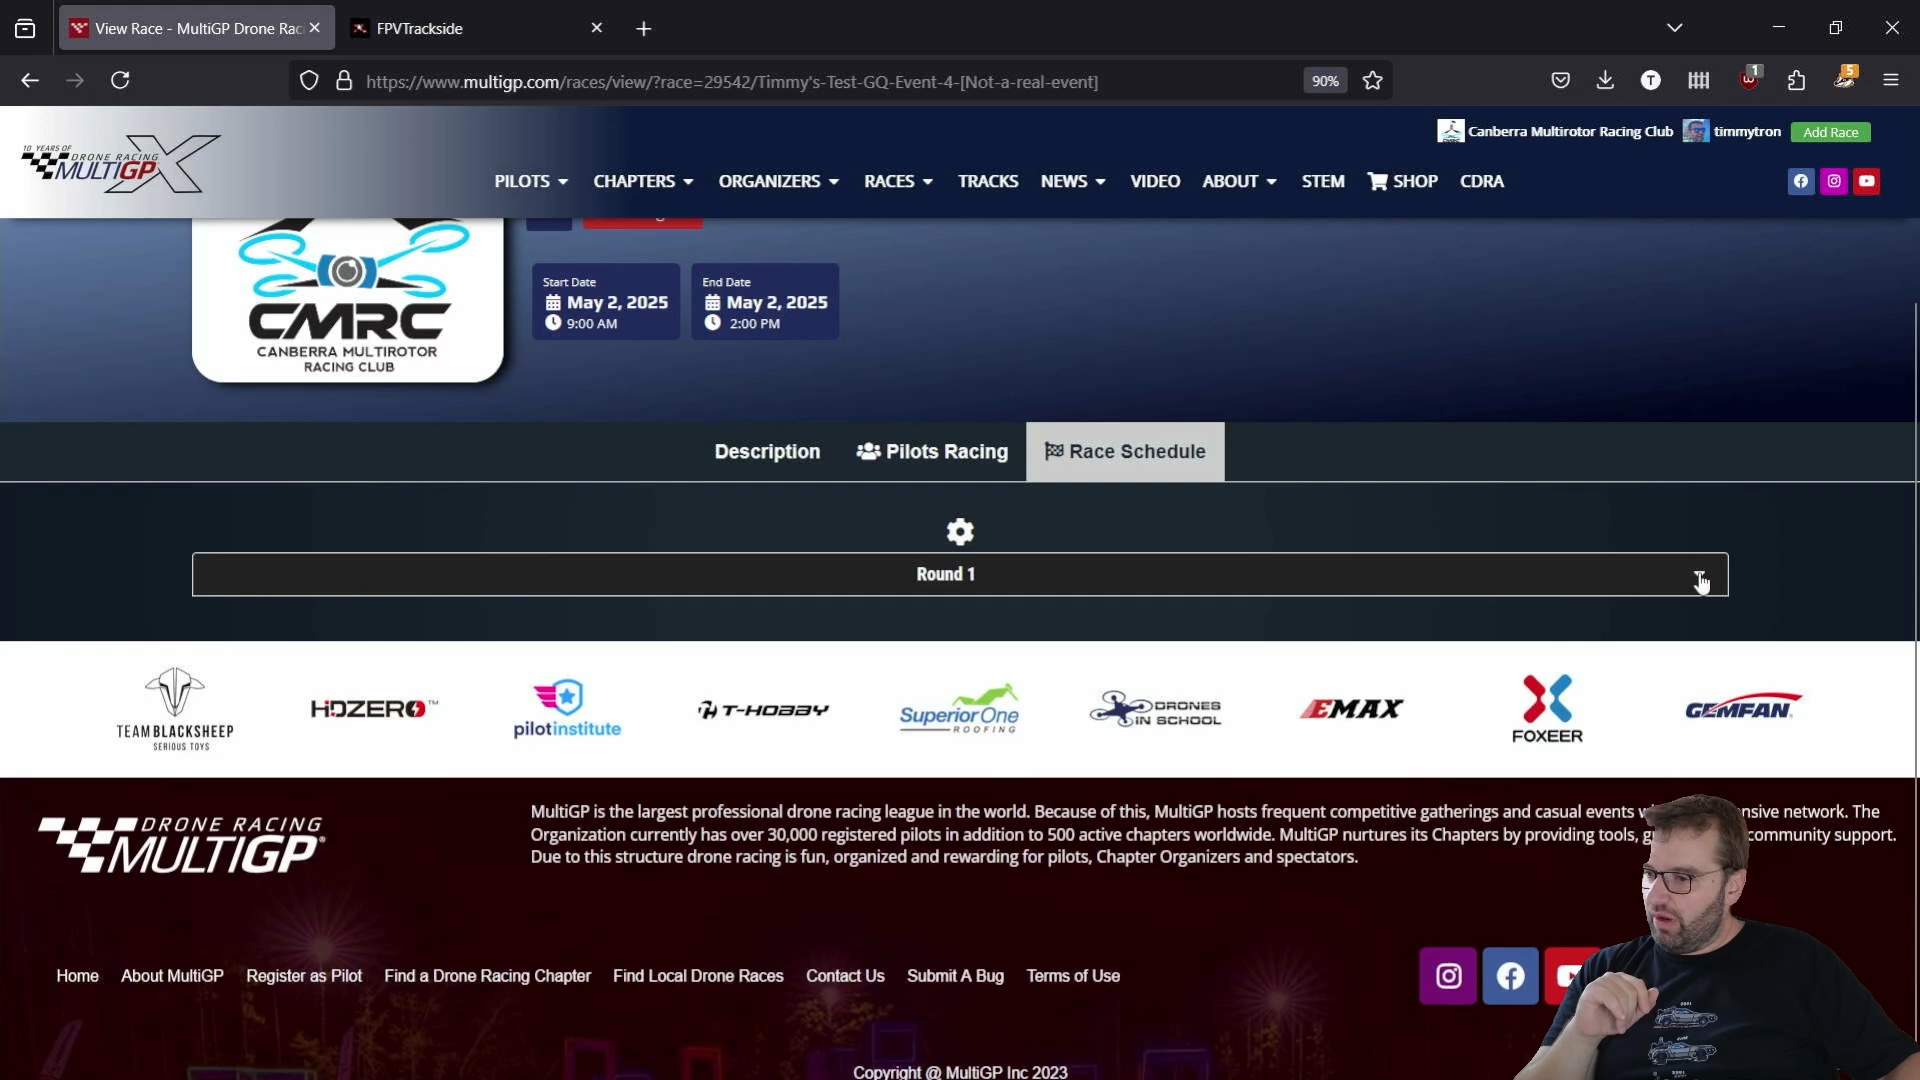 View Race - MultiGP Drone Rac
FPVTrackside
https://www.multigp.com/races/view/?race=29542/Timmy's-Test-GQ-Event-4-[Not-a-real-event]
90%
1
5
T
10 YEARS OF
DRONE RACING
MULTIGP
Canberra Multirotor Racing Club
timmytron
Add Race
PILOTS
CHAPTERS
ORGANIZERS
RACES
TRACKS
NEWS
VIDEO
ABOUT
STEM
SHOP
CDRA
CMRC
CANBERRA MULTIROTOR
RACING CLUB
Start Date
May 2, 2025
9:00 AM
End Date
May 2, 2025
2:00 PM
Description
Pilots Racing
Race Schedule
Round 1
TEAMBLACKSHEEP
SERIOUS TOYS
HDZERO™
pilotinstitute
T-HOBBY
SuperiorOne
ROOFING
DRONES
IN SCHOOL
EMAX
FOXEER
GEMFAN
DRONE RACING
MULTIGP
MultiGP is the largest professional drone racing league in the world. Because of this, MultiGP hosts frequent competitive gatherings and casual events nsive network. The
Organization currently has over 30,000 registered pilots in addition to 500 active chapters worldwide. MultiGP nurtures its Chapters by providing tools, community support.
Due to this structure drone racing is fun, organized and rewarding for pilots, Chapter Organizers and spectators.
Home
About MultiGP
Register as Pilot
Find a Drone Racing Chapter
Find Local Drone Races
Contact Us
Submit A Bug
Terms of Use
Copyright @ MultiGP Inc 2023